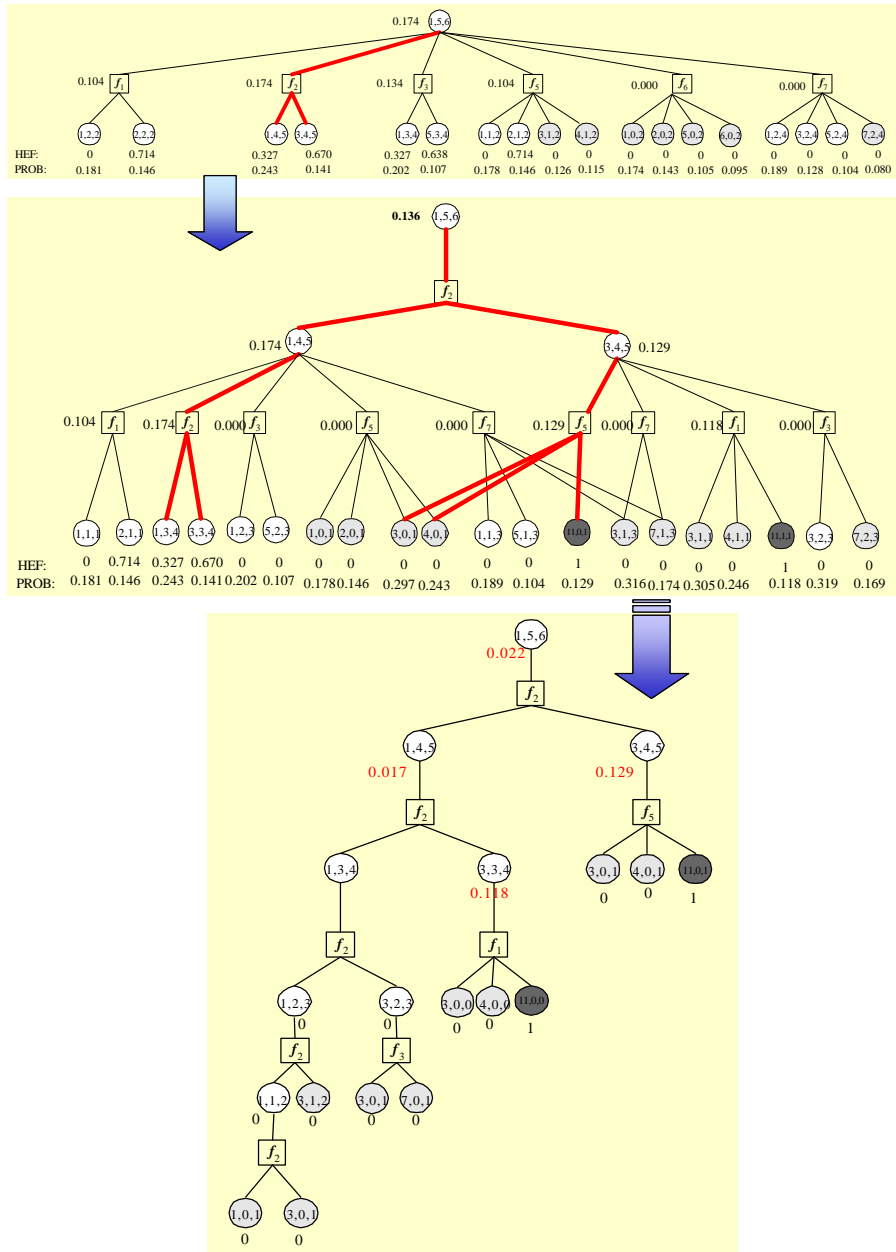 0.174 1,5,6
0.104 f1 0.174 f2 0.134 f3 0.104 f5 0.000 f6 0.000 f7
1,2,2 2,2,2 1,4,5 3,4,5 1,3,4 5,3,4 1,1,2 2,1,2 3,1,2 4,1,2 1,0,2 2,0,2 5,0,2 6,0,2 1,2,4 3,2,4 5,2,4 7,2,4
HEF: 0 0.714 0.327 0.670 0.327 0.638 0 0.714 0 0 0 0 0 0 0 0 0 0
PROB: 0.181 0.146 0.243 0.141 0.202 0.107 0.178 0.146 0.126 0.115 0.174 0.143 0.105 0.095 0.189 0.128 0.104 0.080
0.136 1,5,6
f2
0.174 1,4,5 3,4,5 0.129
0.104 f1 0.174 f2 0.000 f3 0.000 f5 0.000 f7 0.129 f5 0.000 f7 0.118 f1 0.000 f3
1,1,1 2,1,1 1,3,4 3,3,4 1,2,3 5,2,3 1,0,1 2,0,1 3,0,1 4,0,1 1,1,3 5,1,3 11,0,1 3,1,3 7,1,3 3,1,1 4,1,1 11,1,1 3,2,3 7,2,3
HEF: 0 0.714 0.327 0.670 0 0 0 0 0 0 0 0 1 0 0 0 0 1 0 0
PROB: 0.181 0.146 0.243 0.141 0.202 0.107 0.178 0.146 0.297 0.243 0.189 0.104 0.129 0.316 0.174 0.305 0.246 0.118 0.319 0.169
1,5,6
0.022
f2
1,4,5 3,4,5
0.017 0.129
f2 f5
1,3,4 3,3,4 3,0,1 4,0,1 11,0,1
0.118 0 0 1
f2 f1
1,2,3 3,2,3 3,0,0 4,0,0 11,0,0
0 0 0 0 1
f2 f3
1,1,2 3,1,2 3,0,1 7,0,1
0 0 0 0
f2
1,0,1 3,0,1
0 0